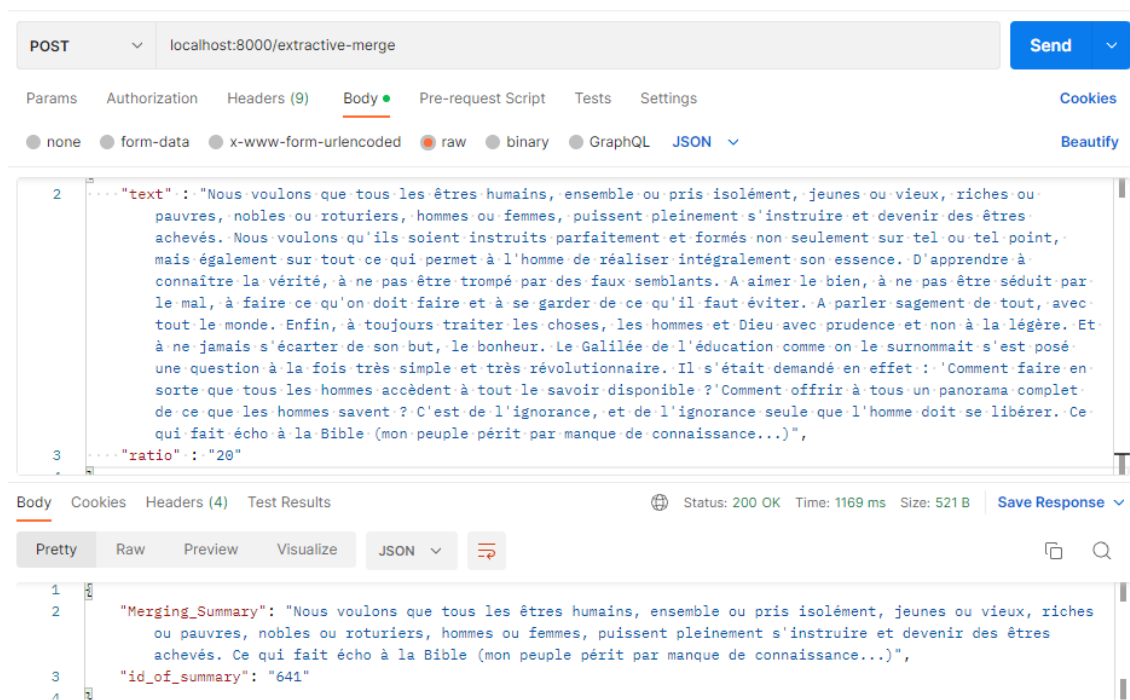 POST localhost:8000/extractive-merge Send
Params Authorization Headers (9) Body Pre-request Script Tests Settings Cookies
none form-data x-www-form-urlencoded raw binary GraphQL JSON Beautify
2 "text" : "Nous voulons que tous les êtres humains, ensemble ou pris isolément, jeunes ou vieux, riches ou
pauvres, nobles ou roturiers, hommes ou femmes, puissent pleinement s'instruire et devenir des êtres
achevés. Nous voulons qu'ils soient instruits parfaitement et formés non seulement sur tel ou tel point,
mais également sur tout ce qui permet à l'homme de réaliser intégralement son essence. D'apprendre à
connaître la vérité, à ne pas être trompé par des faux semblants. A aimer le bien, à ne pas être séduit par
le mal, à faire ce qu'on doit faire et à se garder de ce qu'il faut éviter. A parler sagement de tout, avec
tout le monde. Enfin, à toujours traiter les choses, les hommes et Dieu avec prudence et non à la légère. Et
à ne jamais s'écarter de son but, le bonheur. Le Galilée de l'éducation comme on le surnommait s'est posé
une question à la fois très simple et très révolutionnaire. Il s'était demandé en effet : 'Comment faire en
sorte que tous les hommes accèdent à tout le savoir disponible ?'Comment offrir à tous un panorama complet
de ce que les hommes savent ? C'est de l'ignorance, et de l'ignorance seule que l'homme doit se libérer. Ce
qui fait écho à la Bible (mon peuple périt par manque de connaissance...)",
3 "ratio" : "20"
Body Cookies Headers (4) Test Results Status: 200 OK Time: 1169 ms Size: 521 B Save Response
Pretty Raw Preview Visualize JSON
1 {
2 "Merging_Summary": "Nous voulons que tous les êtres humains, ensemble ou pris isolément, jeunes ou vieux, riches
ou pauvres, nobles ou roturiers, hommes ou femmes, puissent pleinement s'instruire et devenir des êtres
achevés. Ce qui fait écho à la Bible (mon peuple périt par manque de connaissance...)",
3 "id_of_summary": "641"
4 }